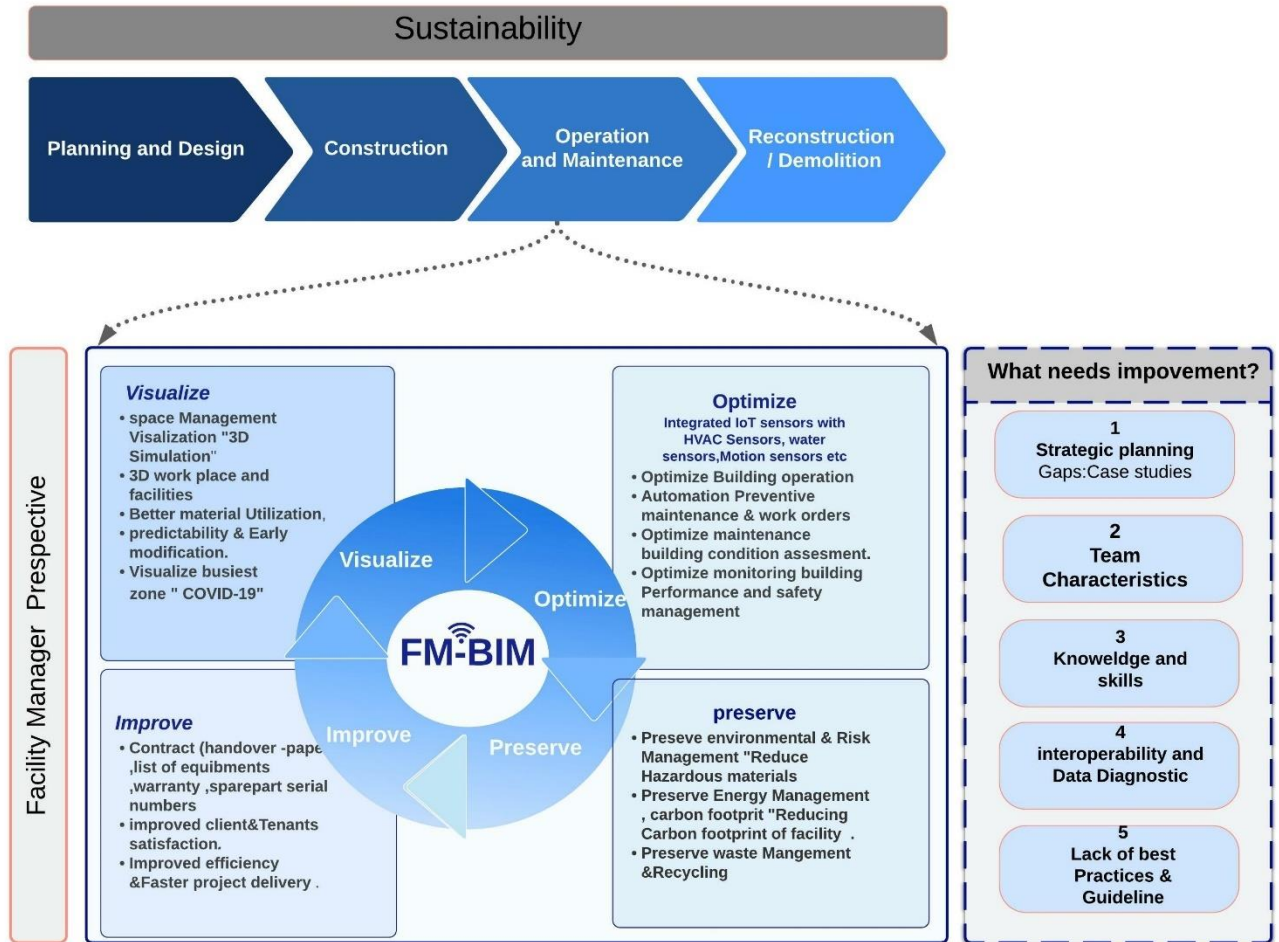 Sustainability
Planning and Design
Construction
Operation
and Maintenance
Reconstruction
/ Demolition
Facility Manager Prespective
Visualize
• space Management
Visalization "3D
Simulation"
• 3D work place and
facilities
• Better material Utilization,
• predictability & Early
modification.
• Visualize busiest
zone " COVID-19"
Optimize
Integrated IoT sensors with
HVAC Sensors, water
sensors,Motion sensors etc
• Optimize Building operation
• Automation Preventive
maintenance & work orders
• Optimize maintenance
building condition assesment.
• Optimize monitoring building
Performance and safety
management
Visualize
Optimize
FM-BIM
Improve
Preserve
Improve
• Contract (handover -pape
,list of equibments
,warranty ,sparepart serial
numbers
• improved client&Tenants
satisfaction.
• Improved efficiency
&Faster project delivery .
preserve
• Preseve environmental & Risk
Management "Reduce
Hazardous materials
• Preserve Energy Management
, carbon footprit "Reducing
Carbon footprint of facility .
• Preserve waste Mangement
&Recycling
What needs impovement?
1
Strategic planning
Gaps:Case studies
2
Team
Characteristics
3
Knoweldge and
skills
4
interoperability and
Data Diagnostic
5
Lack of best
Practices &
Guideline